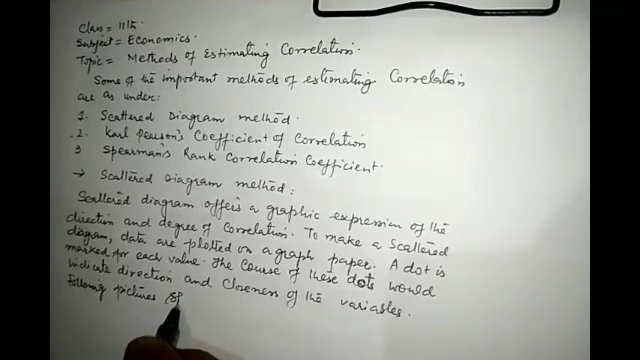 Class = 11th.
Subject = Economics.
Topic = Methods of Estimating Correlation.
Some of the important methods of estimating Correlation
are as under:
1. Scattered Diagram method.
2. Karl Pearson's Coefficient of Correlation
3 Spearman's Rank Correlation Coefficient.
→ Scattered Diagram method:
Scattered diagram offers a graphic expression of the
direction and degree of Correlation. To make a Scattered
diagram, data are plotted on a graph paper. A dot is
marked for each value. The Course of these dots would
indicate direction and Closeness of the variables.
pictures